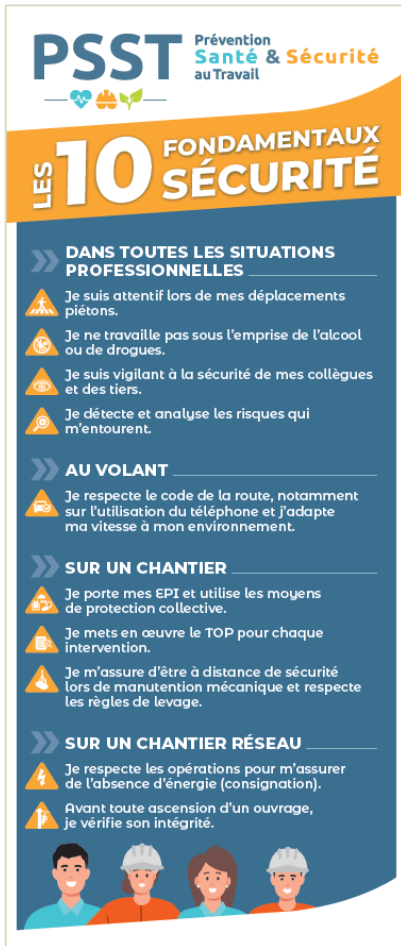 PSST
Prévention
Santé & Sécurité
au Travail
LES 10 FONDAMENTAUX
SÉCURITÉ
DANS TOUTES LES SITUATIONS
PROFESSIONNELLES
Je suis attentif lors de mes déplacements
piétons.
Je ne travaille pas sous l'emprise de l'alcool
ou de drogues.
Je suis vigilant à la sécurité de mes collègues
et des tiers.
Je détecte et analyse les risques qui
m'entourent.
AU VOLANT
Je respecte le code de la route, notamment
sur l'utilisation du téléphone et j'adapte
ma vitesse à mon environnement.
SUR UN CHANTIER
Je porte mes EPI et utilise les moyens
de protection collective.
Je mets en œuvre le TOP pour chaque
intervention.
Je m'assure d'être à distance de sécurité
lors de manutention mécanique et respecte
les règles de levage.
SUR UN CHANTIER RÉSEAU
Je respecte les opérations pour m'assurer
de l'absence d'énergie (consignation).
Avant toute ascension d'un ouvrage,
je vérifie son intégrité.